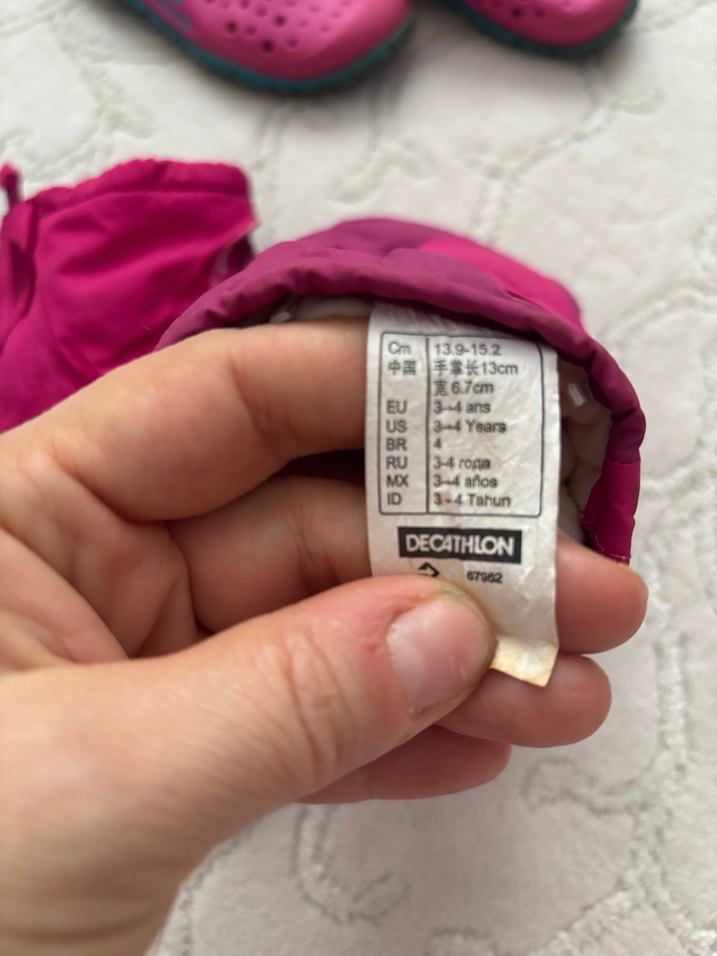 Cm 13.9-15.2
中国 手掌长13cm
宽 6.7cm
EU 3-4 ans
US 3-4 Years
BR 4
RU 3-4 года
MX 3-4 años
ID 3-4 Tahun
DECATHLON
67962